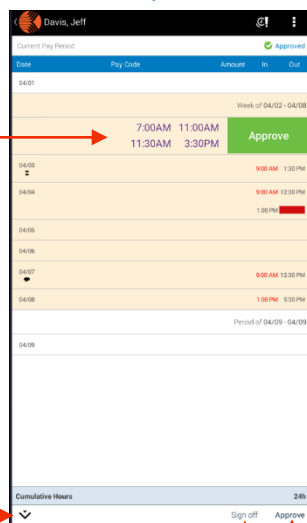 Davis, Jeff
Current Pay Period Approved
Date Pay Code Amount In Out
04/01
Week of 04/02 - 04/08
7:00AM 11:00AM
11:30AM 3:30PM
Approve
04/03 9:00 AM 1:30 PM
04/04 9:00 AM 12:30 PM
1:00 PM
04/05
04/06
04/07 9:00 AM 12:30 PM
04/08 1:00 PM 5:30 PM
Period of 04/09 - 04/09
04/09
Cumulative Hours 24h
Sign off Approve